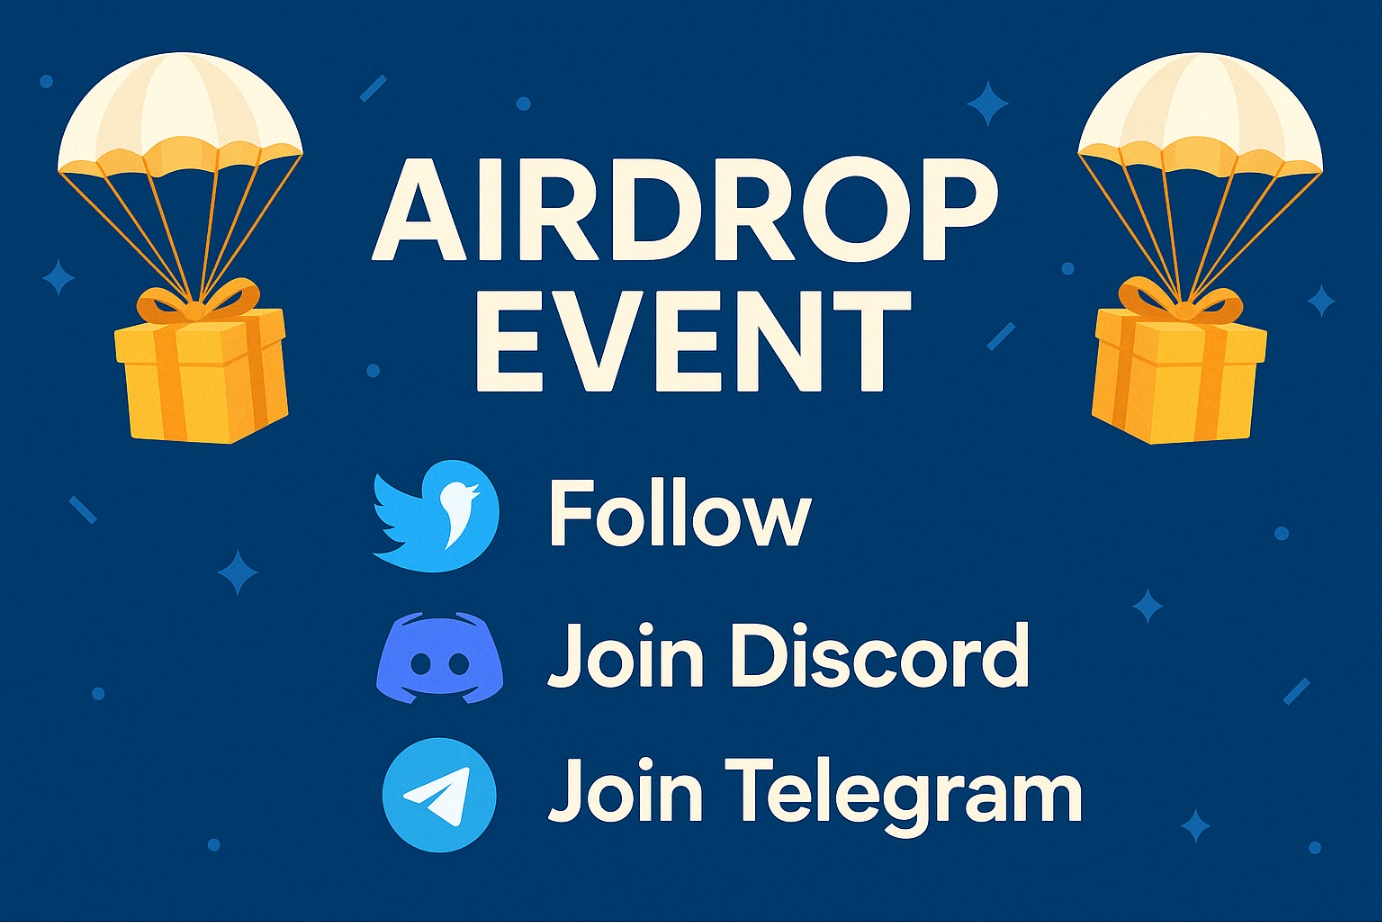 AIRDROP
EVENT
Follow
Join Discord
Join Telegram